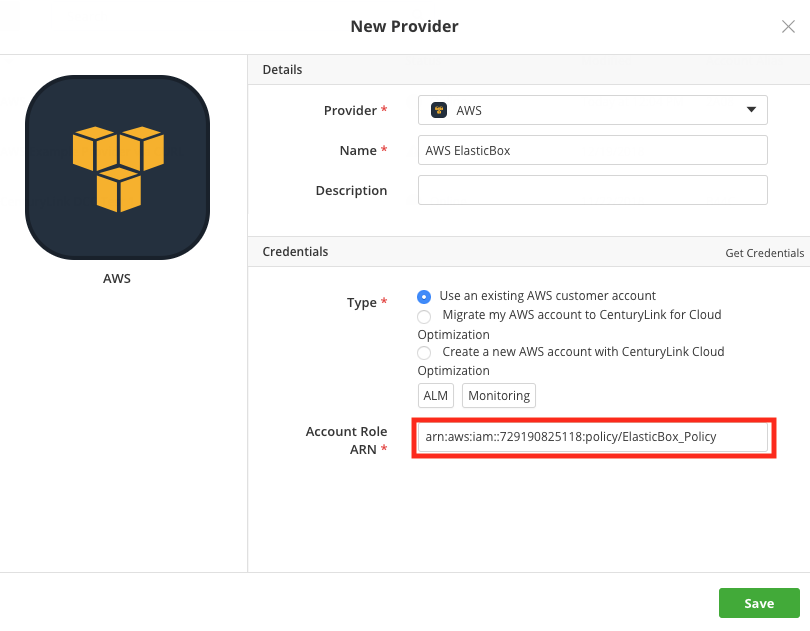 New Provider
AWS
Details
Provider *
AWS
Name *
AWS ElasticBox
Description
Credentials
Get Credentials
Type *
Use an existing AWS customer account
Migrate my AWS account to CenturyLink for Cloud
Optimization
Create a new AWS account with CenturyLink Cloud
Optimization
ALM
Monitoring
Account Role
ARN *
arn:aws:iam::729190825118:policy/ElasticBox_Policy
Save